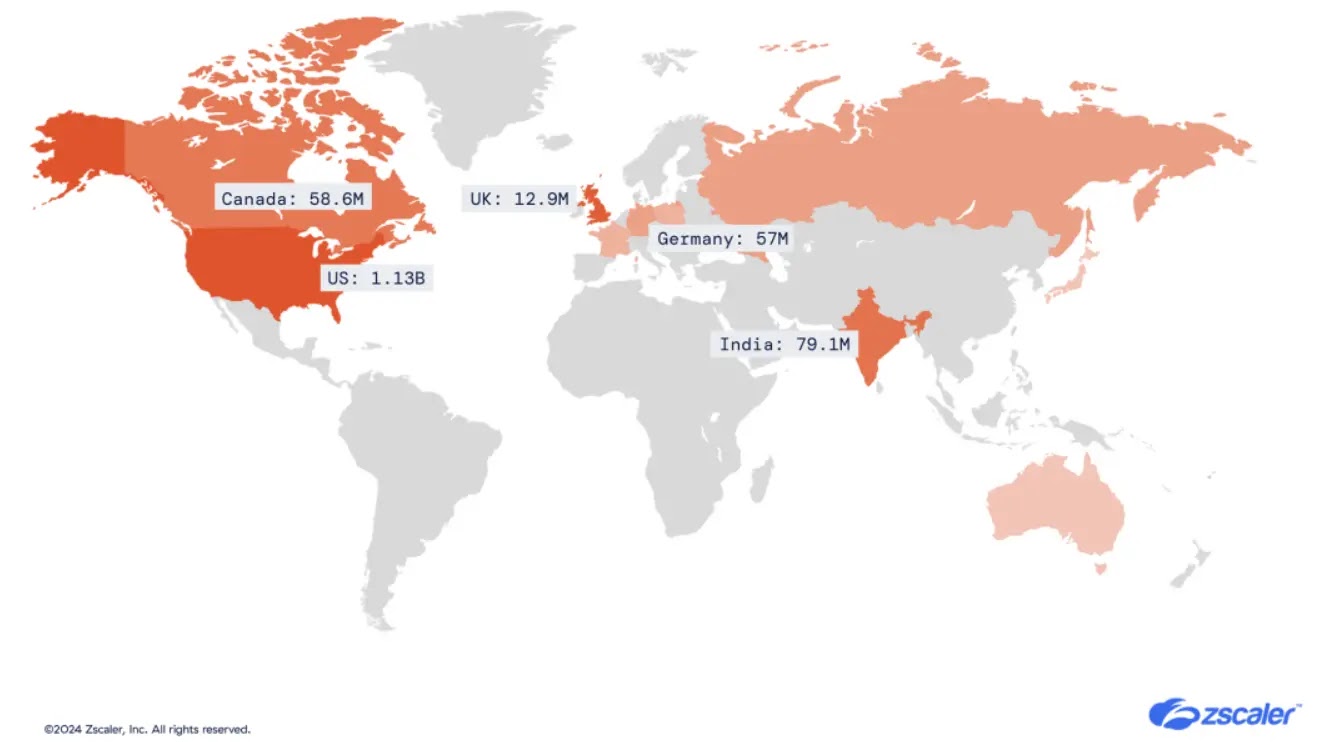 Canada: 58.6M
UK: 12.9M
Germany: 57M
US: 1.13B
India: 79.1M
©2024 Zscaler, Inc. All rights reserved.
zscaler™